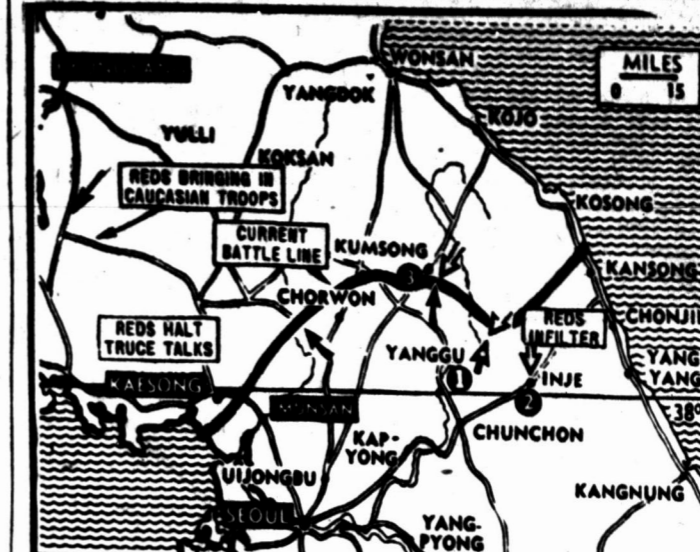 WONSAN
MILES
0 15
YANGDOK
KOJO
YULLI
KOKSAN
REDS BRINGING IN
CAUCASIAN TROOPS
KOSONG
CURRENT
BATTLE LINE
KUMSONG
KANSONG
3
CHORWON
CHONJI
REDS
INFILTER
REDS HALT
TRUCE TALKS
YANGGU
YANG
YANG
1
INJE
KAESONG
2
MUNSAN
38
CHUNCHON
KAP-
YONG
UIJONGBU
KANGNUNG
SEOUL
YANG-
PYONG